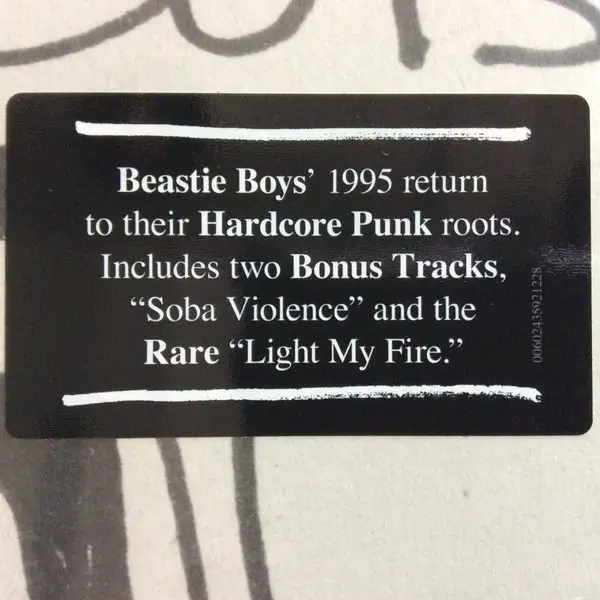 Beastie Boys’ 1995 return
to their Hardcore Punk roots.
Includes two Bonus Tracks,
“Soba Violence” and the
Rare “Light My Fire.”
00602435921228